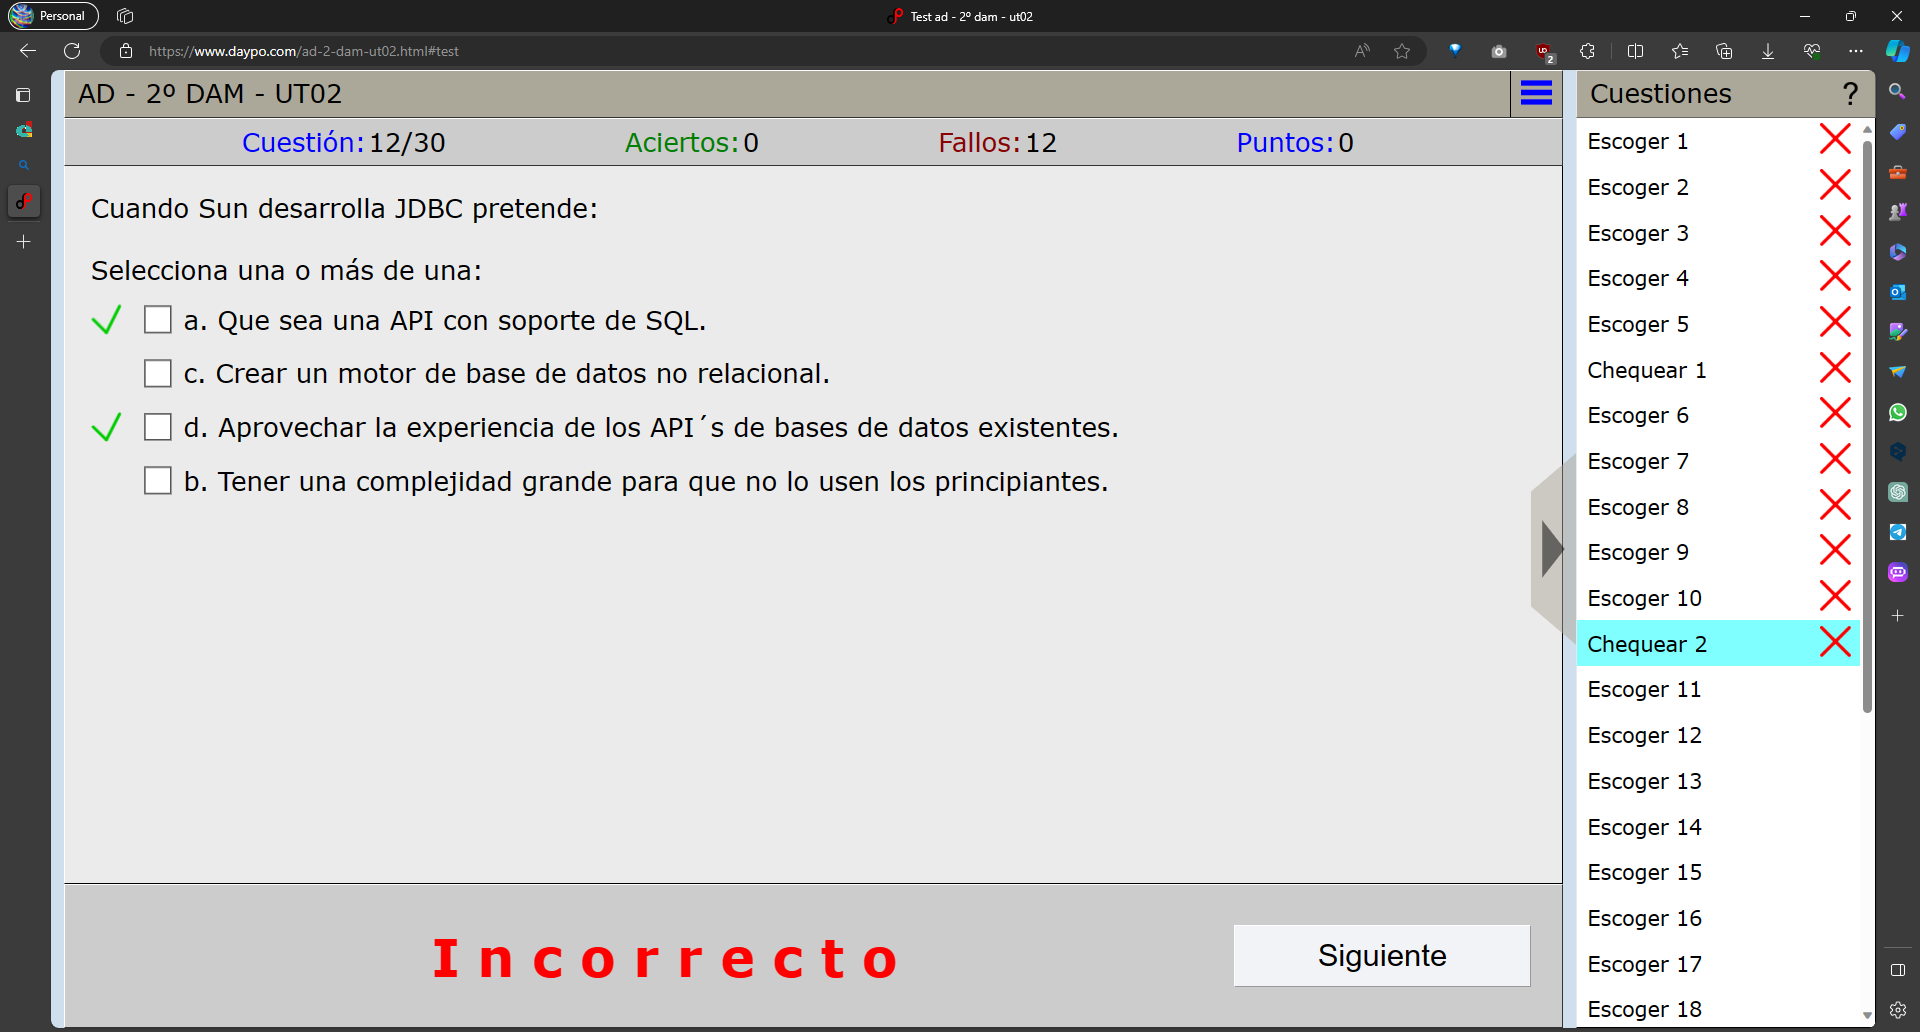 Personal
Test ad - 2º dam - ut02
https://www.daypo.com/ad-2-dam-ut02.html#test
AD - 2º DAM - UT02
Cuestión: 12/30
Aciertos: 0
Fallos: 12
Puntos: 0
Cuando Sun desarrolla JDBC pretende:
Selecciona una o más de una:
a. Que sea una API con soporte de SQL.
c. Crear un motor de base de datos no relacional.
d. Aprovechar la experiencia de los API´s de bases de datos existentes.
b. Tener una complejidad grande para que no lo usen los principiantes.
Incorrecto
Siguiente
Cuestiones ?
Escoger 1
Escoger 2
Escoger 3
Escoger 4
Escoger 5
Chequear 1
Escoger 6
Escoger 7
Escoger 8
Escoger 9
Escoger 10
Chequear 2
Escoger 11
Escoger 12
Escoger 13
Escoger 14
Escoger 15
Escoger 16
Escoger 17
Escoger 18
2